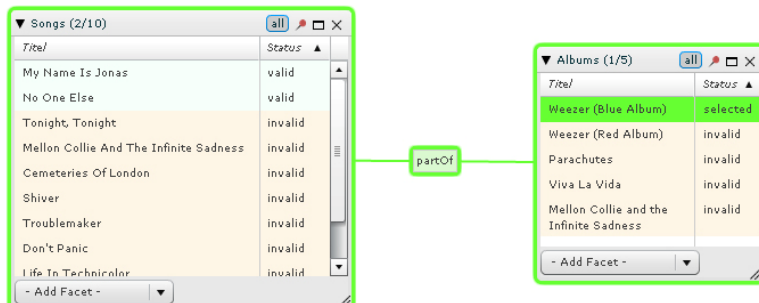 Songs (2/10) all
Titel Status
My Name Is Jonas valid
No One Else valid
Tonight, Tonight invalid
Mellon Collie And The Infinite Sadness invalid
Cemeteries Of London invalid
Shiver invalid
Troublemaker invalid
Don't Panic invalid
Life In Technicolor invalid
- Add Facet -
partOf
Albums (1/5) all
Titel Status
Weezer (Blue Album) selected
Weezer (Red Album) invalid
Parachutes invalid
Viva La Vida invalid
Mellon Collie and the invalid
Infinite Sadness
- Add Facet -